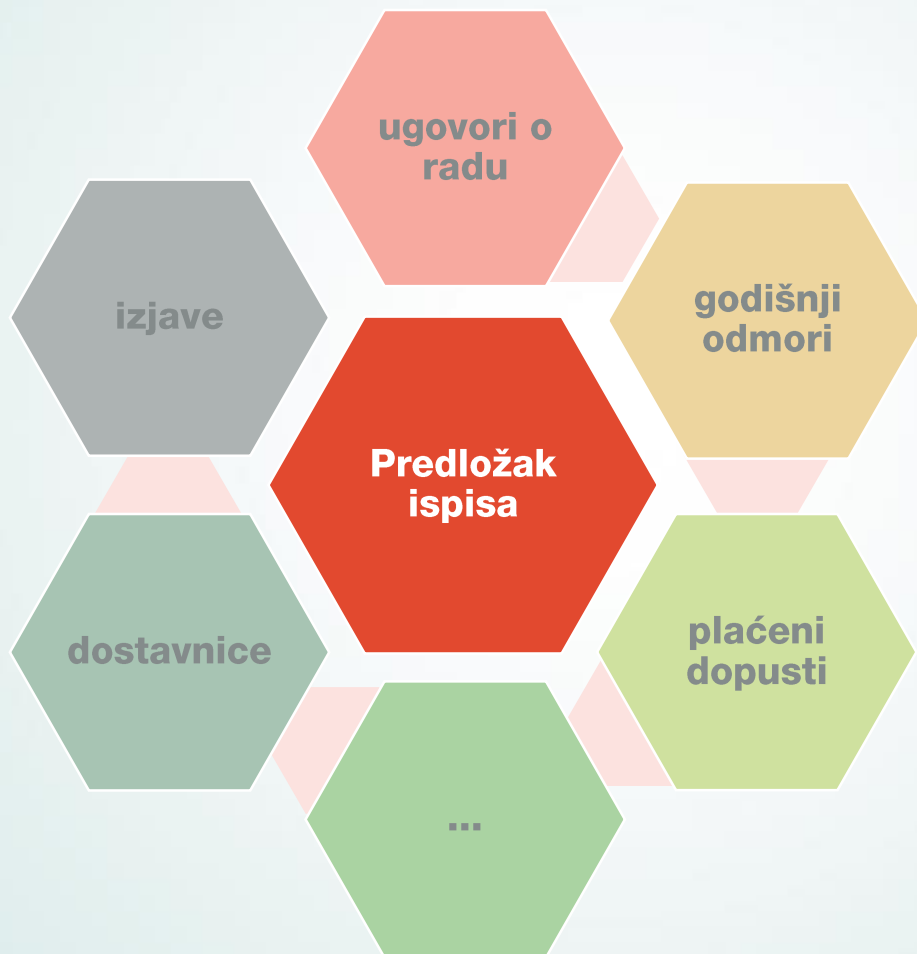 ugovori o
radu
godišnji
odmori
plaćeni
dopusti
...
dostavnice
izjave
Predložak
ispisa